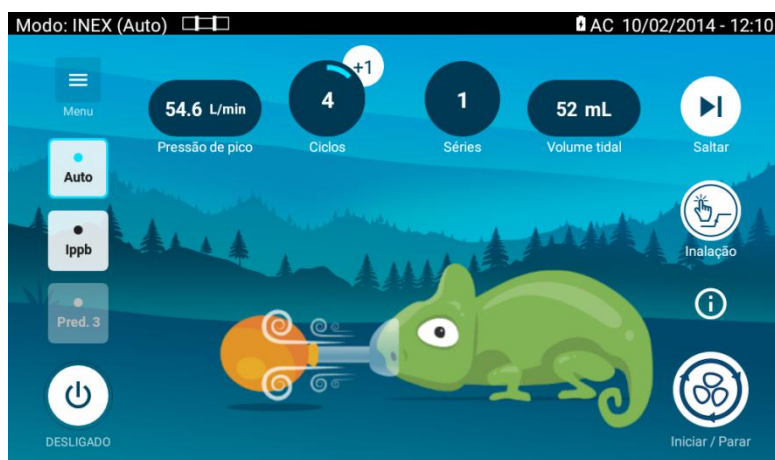 Modo: INEX (Auto)
AC 10/02/2014 - 12:10
Menu
54.6 L/min
Pressão de pico
4
+1
Ciclos
1
Séries
52 mL
Volume tidal
Saltar
Auto
Ippb
Inalação
Pred. 3
DESLIGADO
Iniciar / Parar